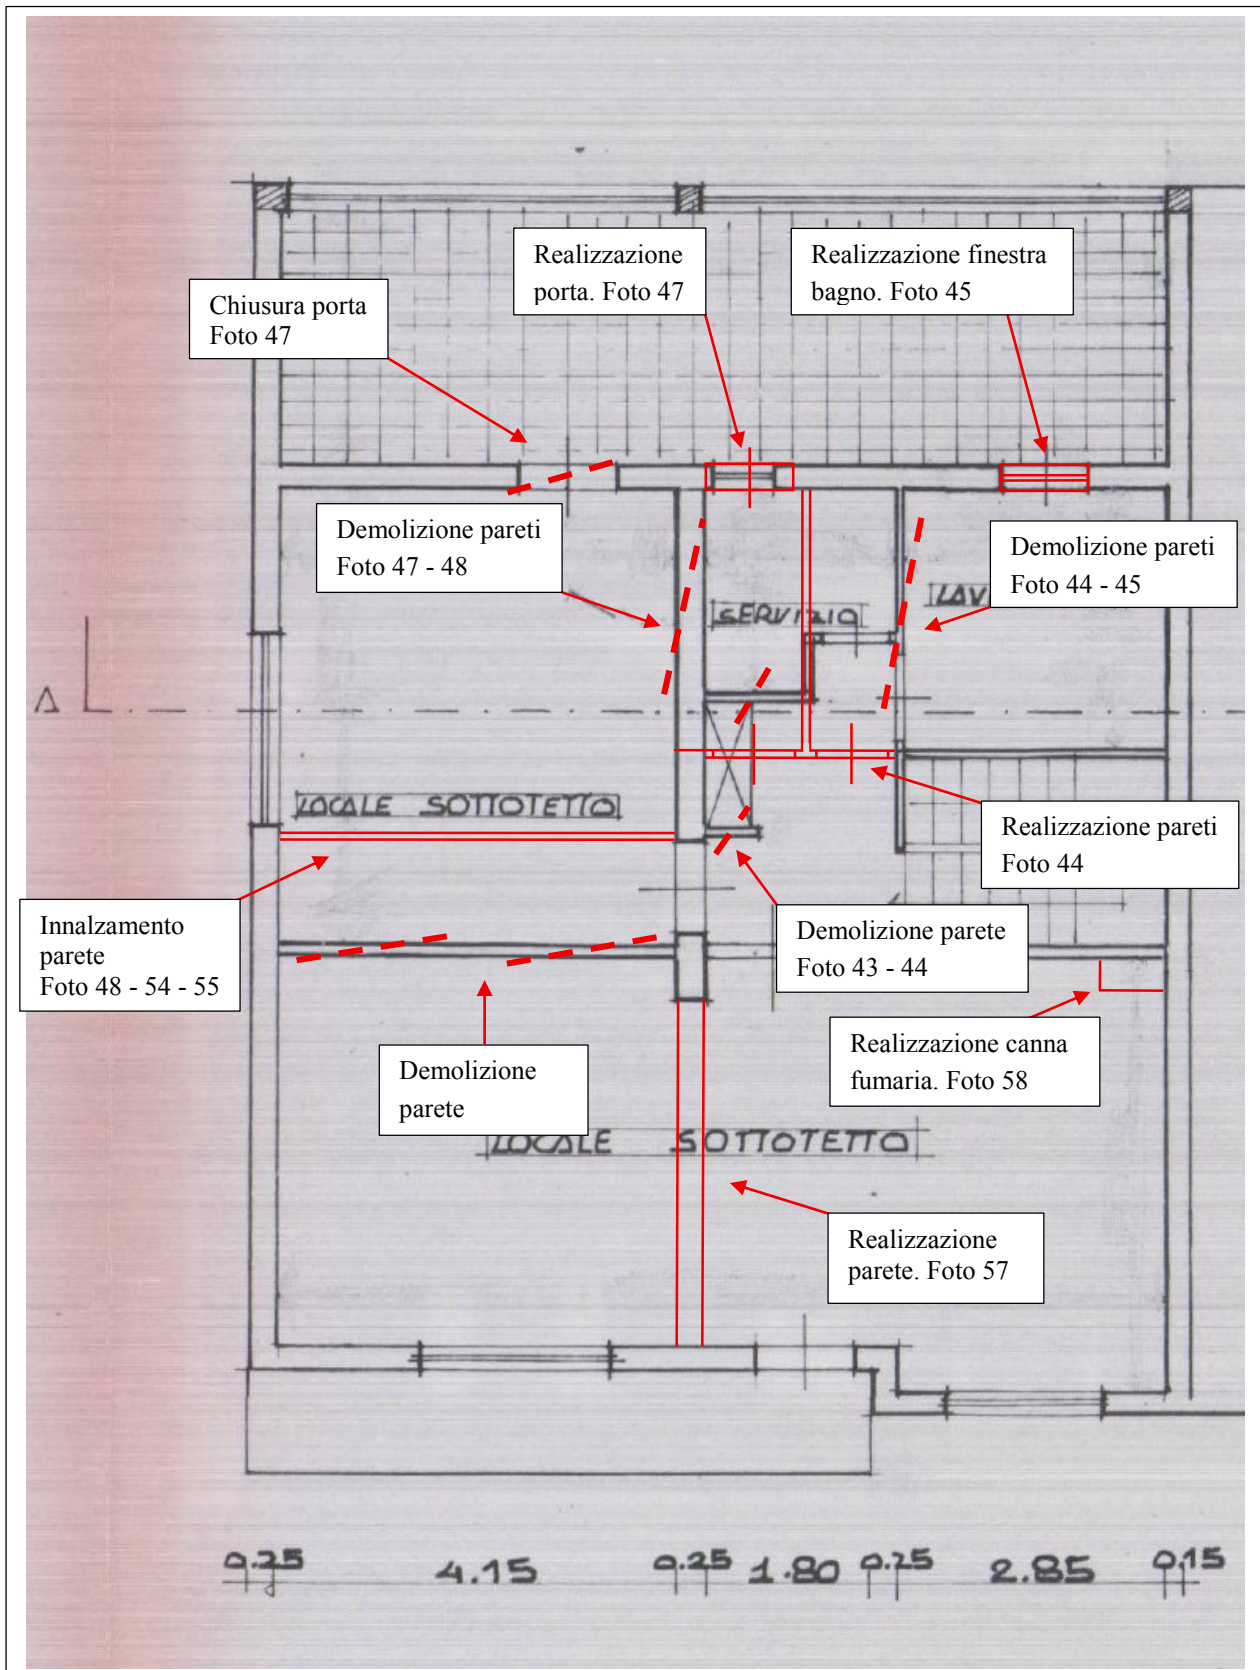 Realizzazione
porta. Foto 47
Realizzazione finestra
bagno. Foto 45
Chiusura porta
Foto 47
Demolizione pareti
Foto 47 - 48
Demolizione pareti
Foto 44 - 45
SERVIZIO
A
LOCALE SOTTOTETTO
Realizzazione pareti
Foto 44
Innalzamento
parete
Foto 48 - 54 - 55
Demolizione parete
Foto 43 - 44
Realizzazione canna
fumaria. Foto 58
Demolizione
parete
LOCALE SOTTOTETTO
Realizzazione
parete. Foto 57
0.25 4.15 0.25 1.80 0.25 2.85 0.15